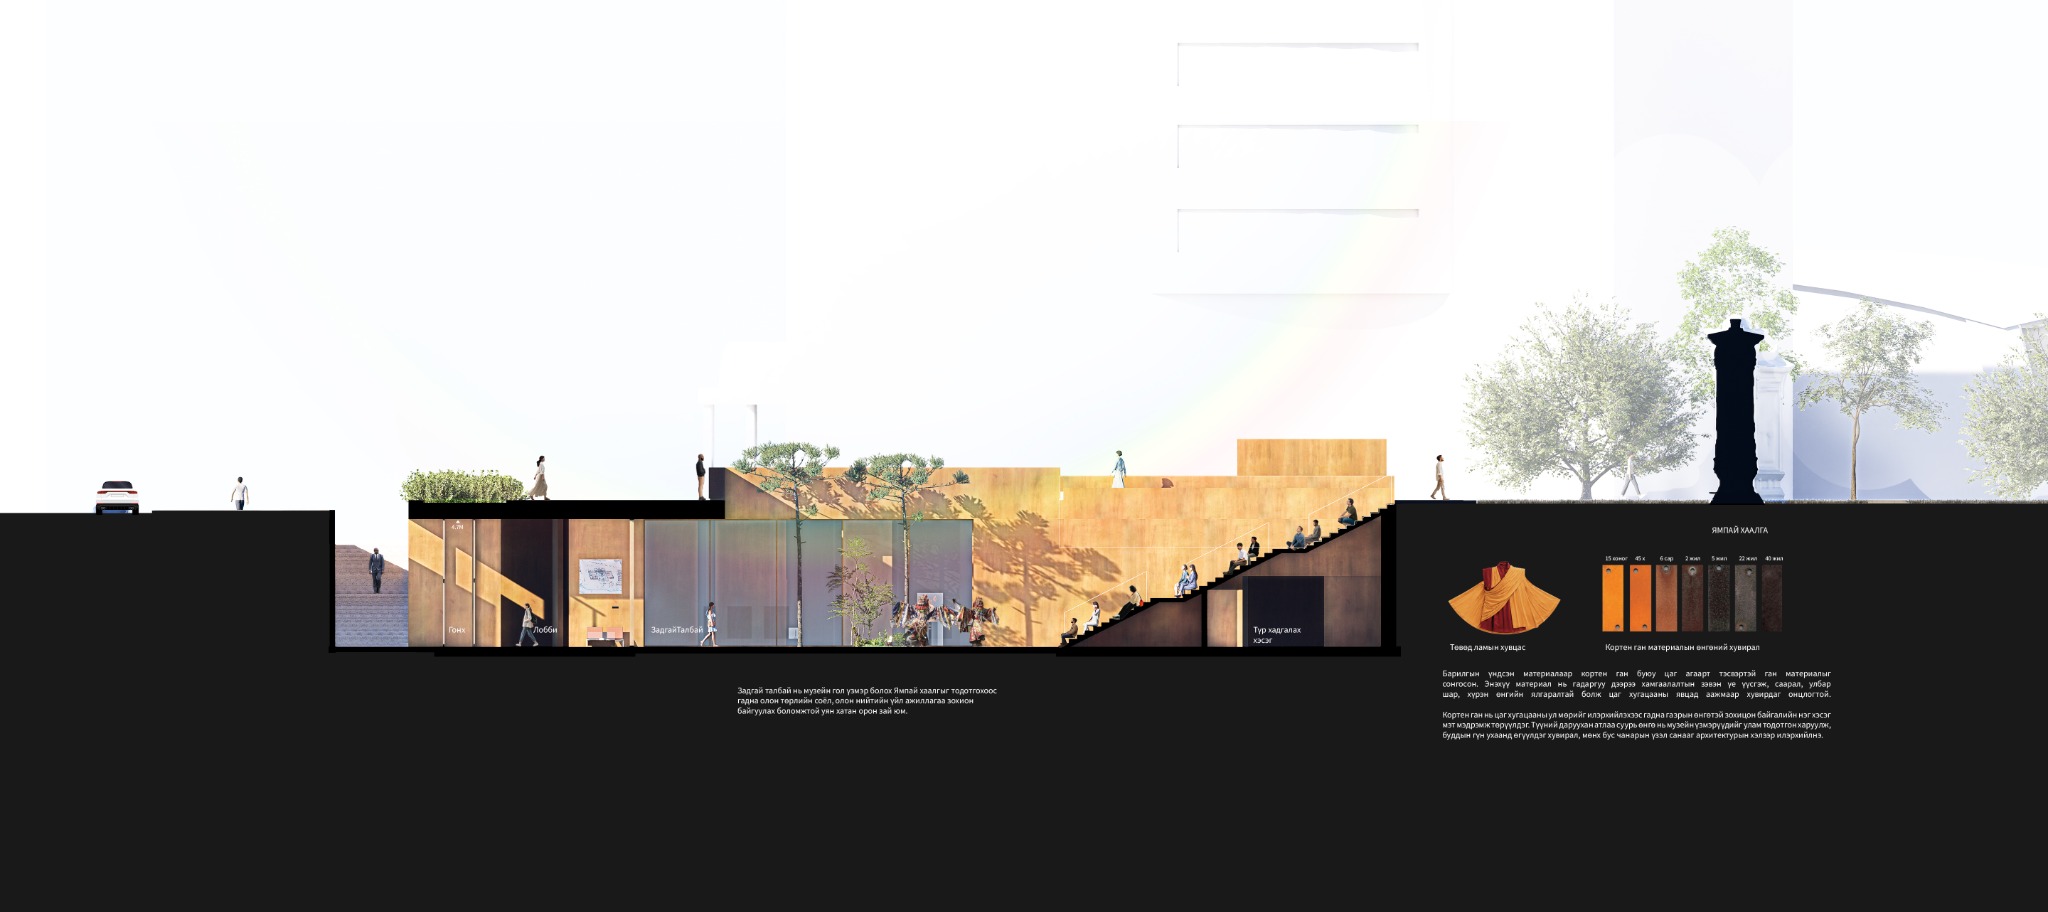 -4.7М
Гонх
Лобби
ЗадгайТалбай
Түр хадгалах
хэсэг
Задгай талбай нь музейн гол үзмэр болох Ямпай хаалгыг тодотгохоос
гадна олон төрлийн соёл, олон нийтийн үйл ажиллагаа зохион
байгуулах боломжтой уян хатан орон зай юм.
ЯМПАЙ ХААЛГА
15 хоног 45 х 6 сар 2 жил 5 жил 22 жил 40 жил
Төвөд ламын хувцас
Кортен ган материалын өнгөний хувирал
Барилгын үндсэн материалаар кортен ган буюу цаг агаарт тэсвэртэй ган материалыг
сонгосон. Энэхүү материал нь гадаргуу дээрээ хамгаалалтын зэвэн үе үүсгэж, саарал, улбар
шар, хүрэн өнгийн ялгаралтай болж цаг хугацааны явцад аажмаар хувирдаг онцлогтой.
Кортен ган нь цаг хугацааны ул мөрийг илэрхийлэхээс гадна газрын өнгөтэй зохицон байгалийн нэг хэсэг
мэт мэдрэмж төрүүлдэг. Түүний даруухан атлаа суурь өнгө нь музейн үзмэрүүдийг улам тодотгон харуулж,
буддын гүн ухаанд өгүүлдэг хувирал, мөнх бус чанарын үзэл санааг архитектурын хэлээр илэрхийлнэ.